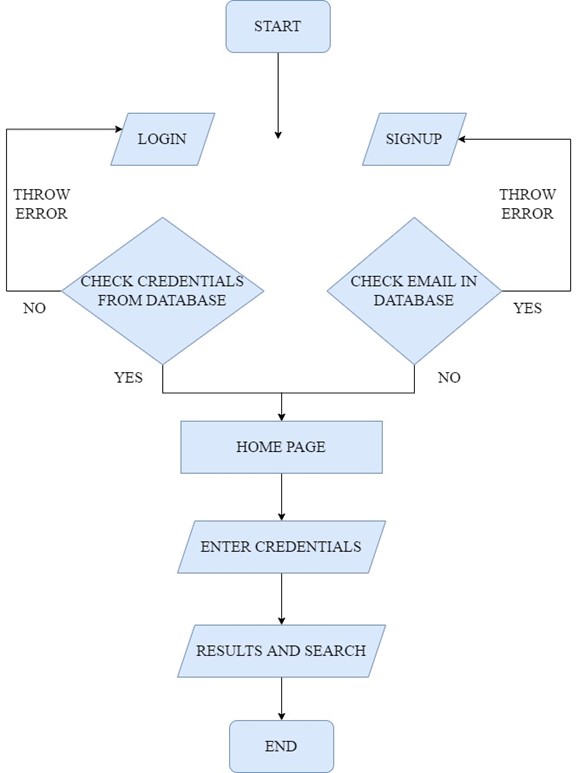 START
LOGIN
SIGNUP
THROW
ERROR
THROW
ERROR
CHECK CREDENTIALS
FROM DATABASE
CHECK EMAIL IN
DATABASE
NO
YES
YES
NO
HOME PAGE
ENTER CREDENTIALS
RESULTS AND SEARCH
END